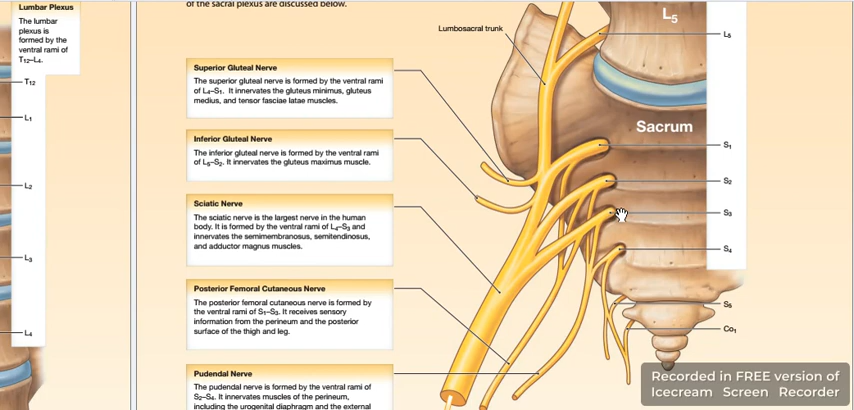 of the sacral plexus are discussed below.
Lumbar Plexus
The lumbar
plexus is
formed by the
ventral rami of
T12–L4.
T12
L1
L2
L3
L4
Lumbosacral trunk
Superior Gluteal Nerve
The superior gluteal nerve is formed by the ventral rami
of L4–S1. It innervates the gluteus minimus, gluteus
medius, and tensor fasciae latae muscles.
Inferior Gluteal Nerve
The inferior gluteal nerve is formed by the ventral rami
of L5–S2. It innervates the gluteus maximus muscle.
Sciatic Nerve
The sciatic nerve is the largest nerve in the human
body. It is formed by the ventral rami of L4–S3 and
innervates the semimembranosus, semitendinosus,
and adductor magnus muscles.
Posterior Femoral Cutaneous Nerve
The posterior femoral cutaneous nerve is formed by
the ventral rami of S1–S3. It receives sensory
information from the perineum and the posterior
surface of the thigh and leg.
Pudendal Nerve
The pudendal nerve is formed by the ventral rami of
S2–S4. It innervates muscles of the perineum,
including the urogenital diaphragm and the external
L5
Sacrum
L5
S1
S2
S3
S4
S5
Co1
Recorded in FREE version of
Icecream Screen Recorder